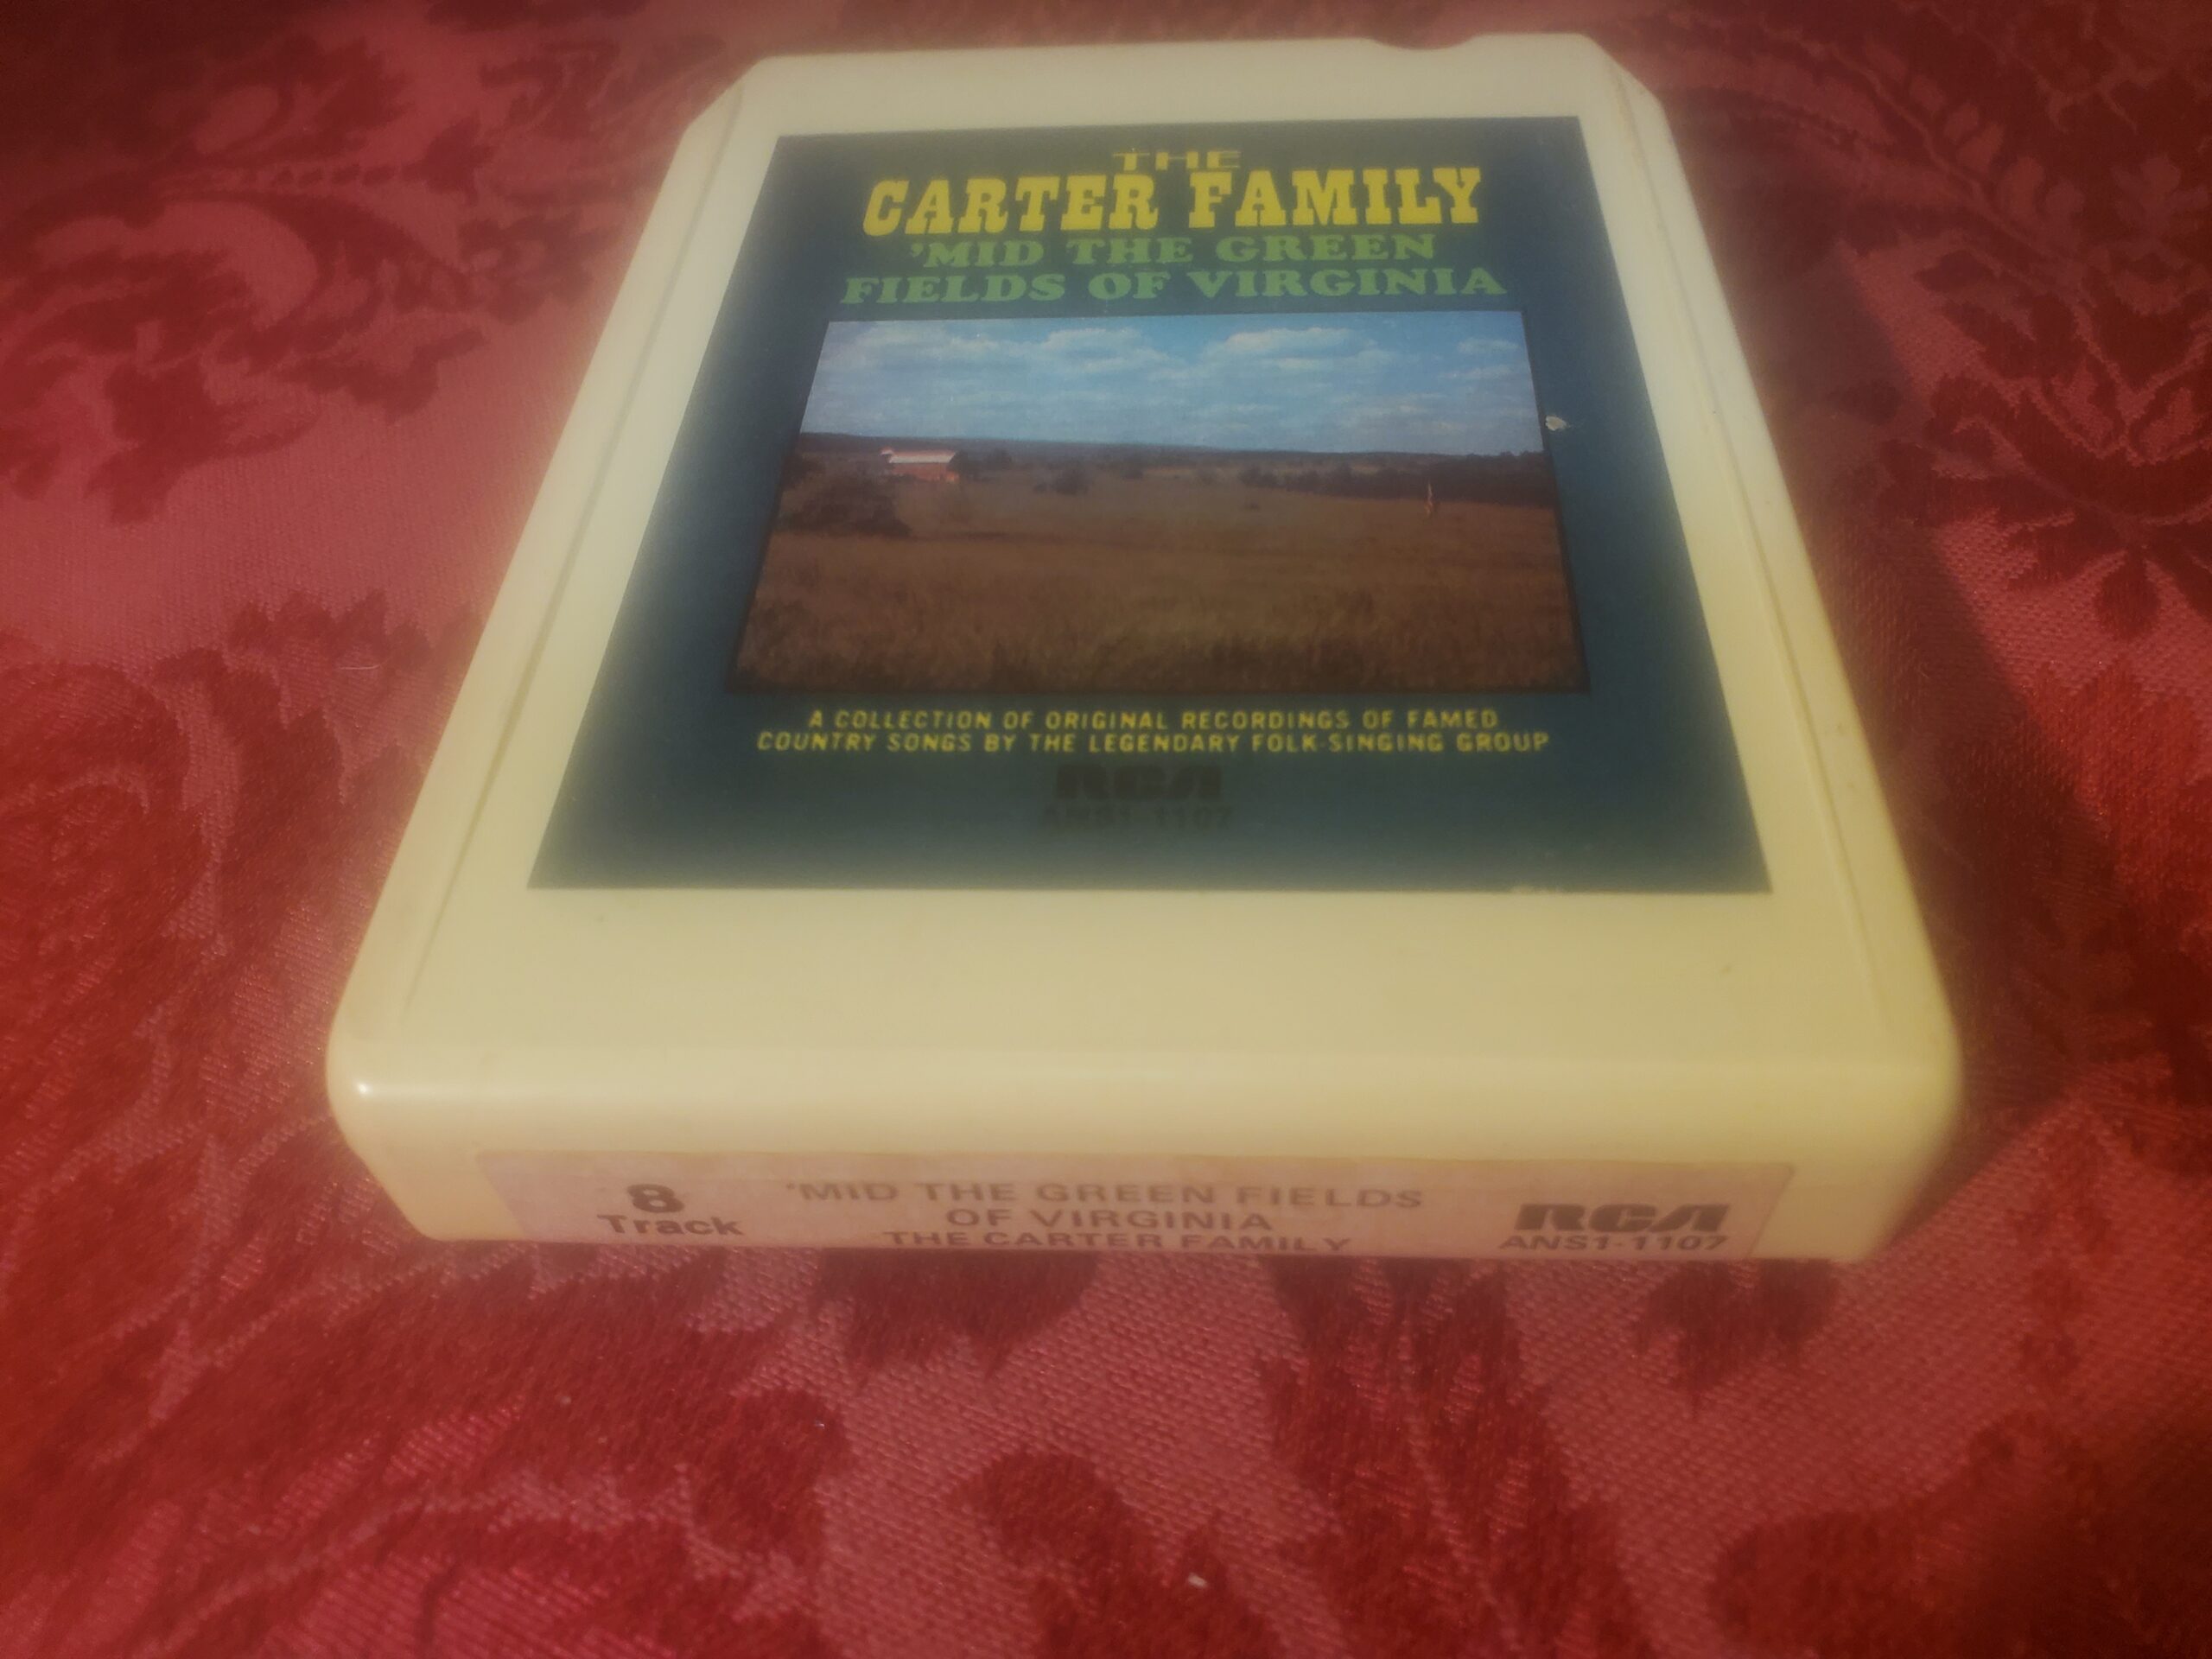 THE
CARTER FAMILY
'MID THE GREEN
FIELDS OF VIRGINIA
A COLLECTION OF ORIGINAL RECORDINGS OF FAMED
COUNTRY SONGS BY THE LEGENDARY FOLK-SINGING GROUP
RCA
ANS1-1107
8
Track
'MID THE GREEN FIELDS
OF VIRGINIA
THE CARTER FAMILY
RCA
ANS1-1107